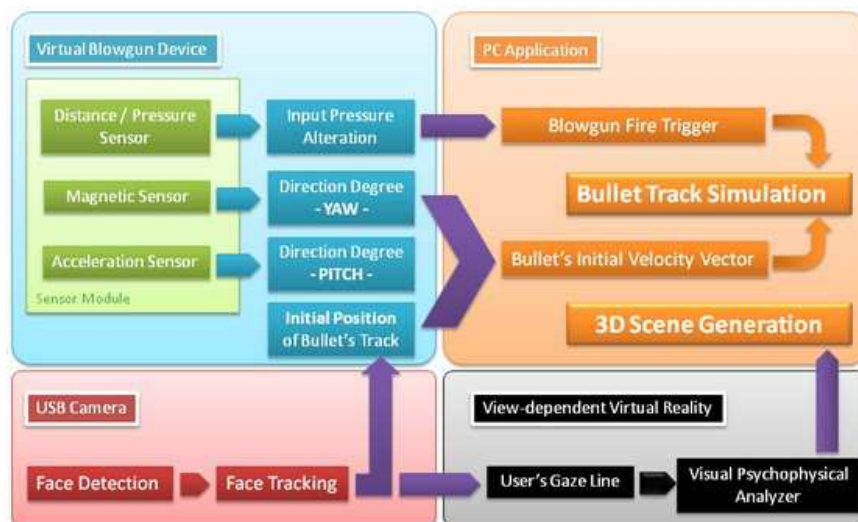 Virtual Blowgun Device
PC Application
Distance / Pressure
Sensor
Input Pressure
Alteration
Blowgun Fire Trigger
Magnetic Sensor
Direction Degree
- YAW -
Bullet Track Simulation
Acceleration Sensor
Direction Degree
- PITCH -
Bullet's Initial Velocity Vector
Sensor Module
Initial Position
of Bullet's Track
3D Scene Generation
USB Camera
View-dependent Virtual Reality
Face Detection
Face Tracking
User's Gaze Line
Visual Psychophysical
Analyzer